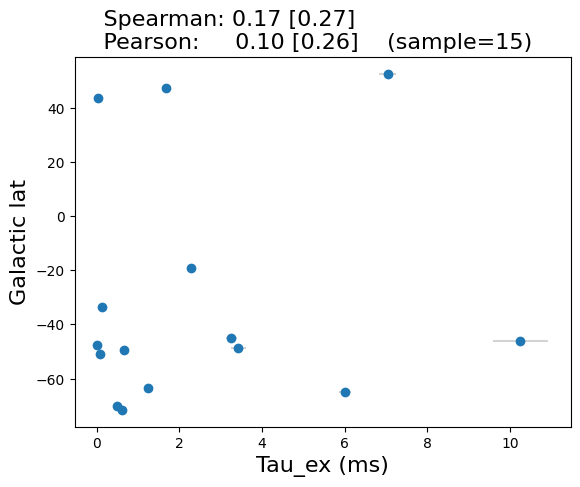 Spearman: 0.17 [0.27]
Pearson: 0.10 [0.26] (sample=15)
Galactic lat
40
20
0
−20
−40
−60
0 2 4 6 8 10
Tau_ex (ms)